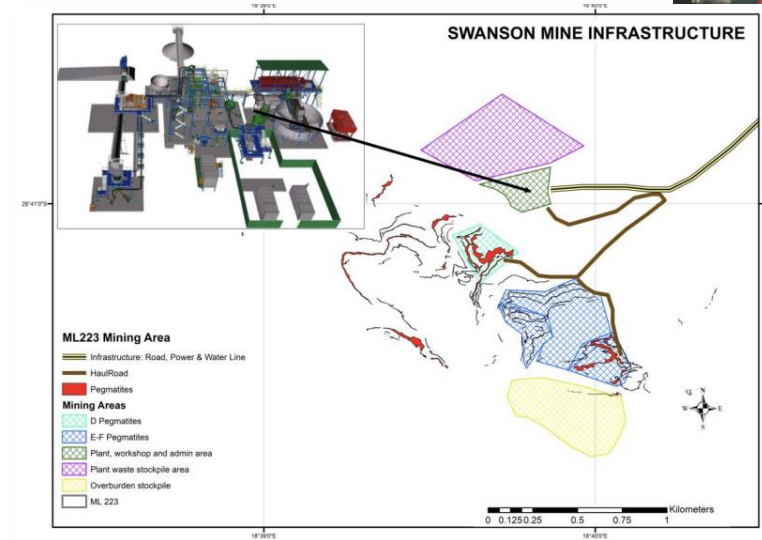 18°39'0"E
18°40'0"E
SWANSON MINE INFRASTRUCTURE
28°41'0"S
ML223 Mining Area
Infrastructure: Road, Power & Water Line
HaulRoad
Pegmatites
Mining Areas
D Pegmatites
E-F Pegmatites
Plant, workshop and admin area
Plant waste stockpile area
Overburden stockpile
ML 223
N
W E
S
Kilometers
0 0.125 0.25 0.5 0.75 1
18°39'0"E
18°40'0"E